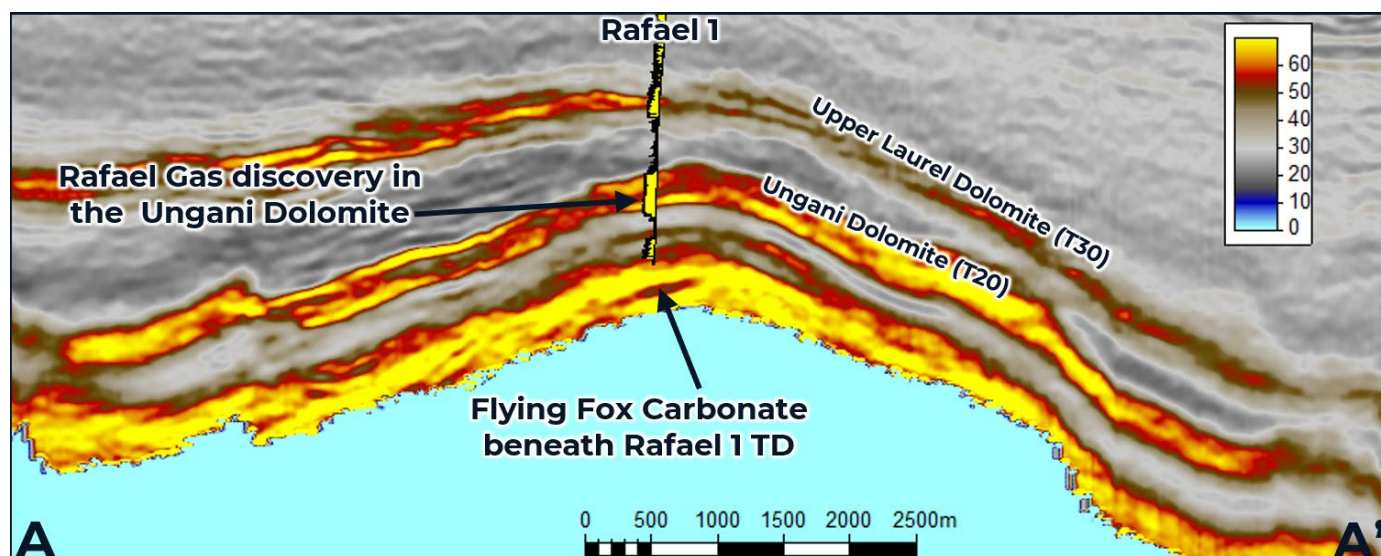 Rafael 1
60
50
40
30
20
10
0
Upper Laurel Dolomite (T30)
Rafael Gas discovery in
the Ungani Dolomite
Ungani Dolomite (T20)
Flying Fox Carbonate
beneath Rafael 1 TD
0 500 1000 1500 2000 2500m
A
A'